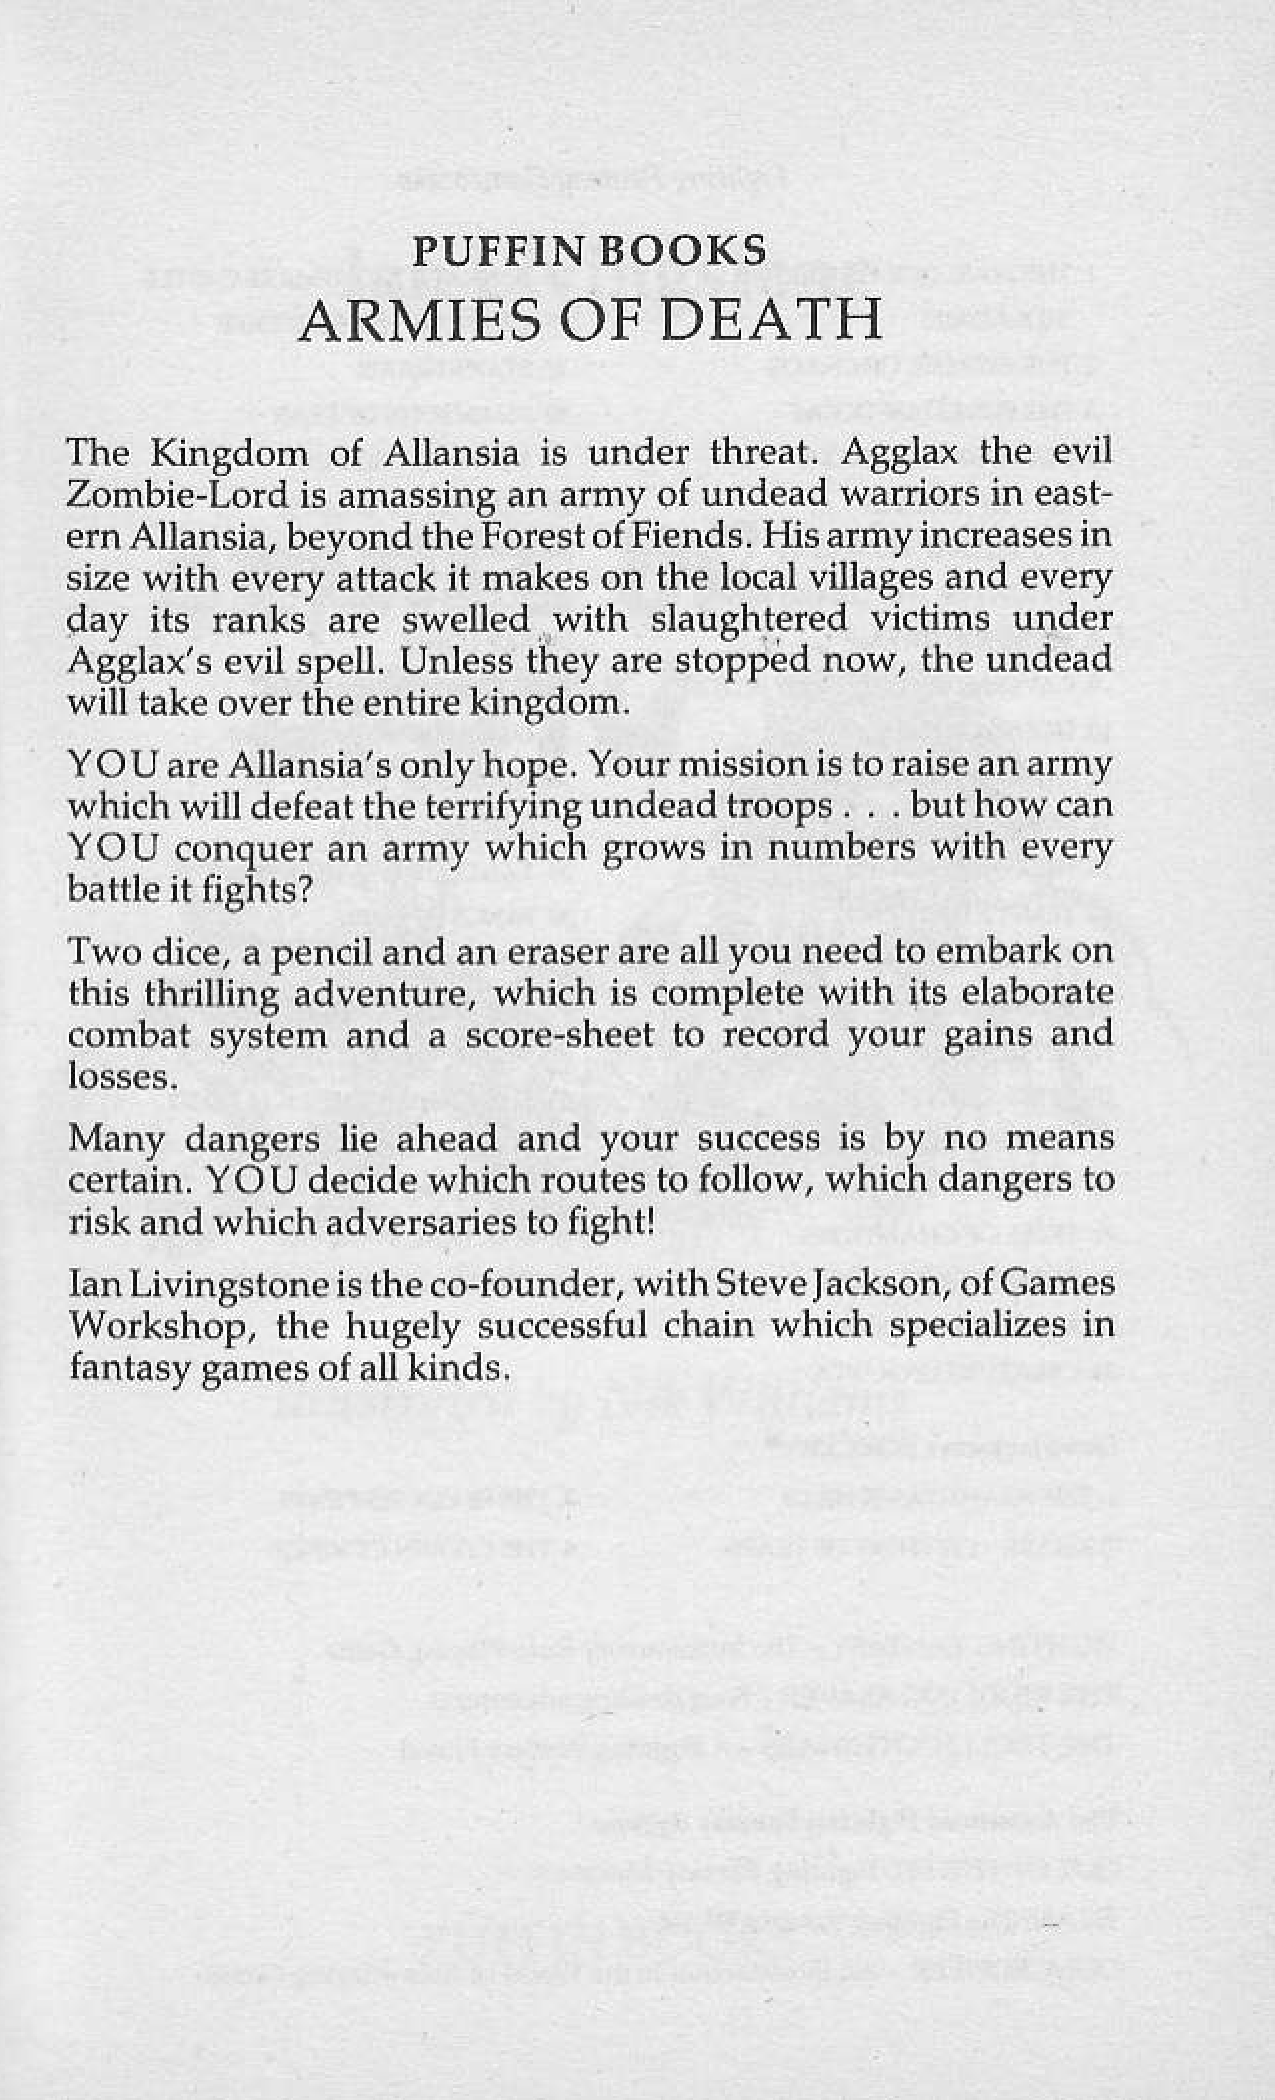 PUFFIN BOOKS
ARMIES OF DEATH
The Kingdom of Allansia is under threat. Agglax the evil
Zombie-Lord is amassing an army of undead warriors in east-
ern Allansia, beyond the Forest of Fiends. His army increases in
size with every attack it makes on the local villages and every
day its ranks are swelled with slaughtered victims under
Agglax's evil spell. Unless they are stopped now, the undead
will take over the entire kingdom.
YOU are Allansia's only hope. Your mission is to raise an army
which will defeat the terrifying undead troops . . . but how can
YOU conquer an army which grows in numbers with every
battle it fights?
Two dice, a pencil and an eraser are all you need to embark on
this thrilling adventure, which is complete with its elaborate
combat system and a score-sheet to record your gains and
losses.
Many dangers lie ahead and your success is by no means
certain. YOU decide which routes to follow, which dangers to
risk and which adversaries to fight!
Ian Livingstone is the co-founder, with Steve Jackson, of Games
Workshop, the hugely successful chain which specializes in
fantasy games of all kinds.